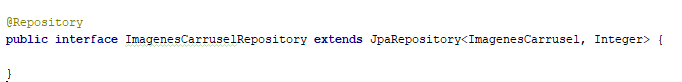 @Repository
public interface ImagenesCarruselRepository extends JpaRepository<ImagenesCarrusel, Integer> {
}